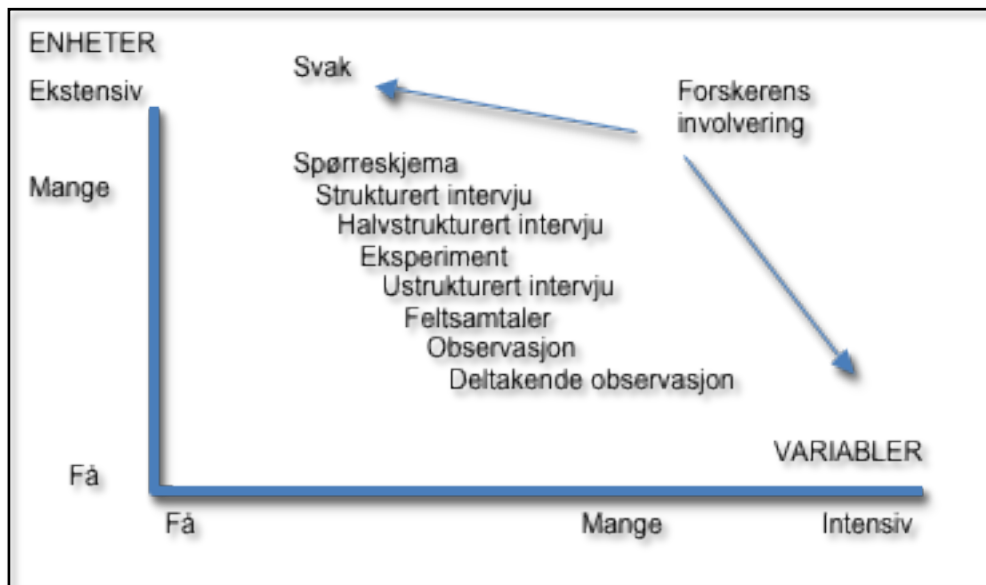 ENHETER
Ekstensiv
Svak
Forskerens
involvering
Mange
Spørreskjema
Strukturert intervju
Halvstrukturert intervju
Eksperiment
Ustrukturert intervju
Feltsamtaler
Observasjon
Deltakende observasjon
VARIABLER
Få
Få
Mange
Intensiv